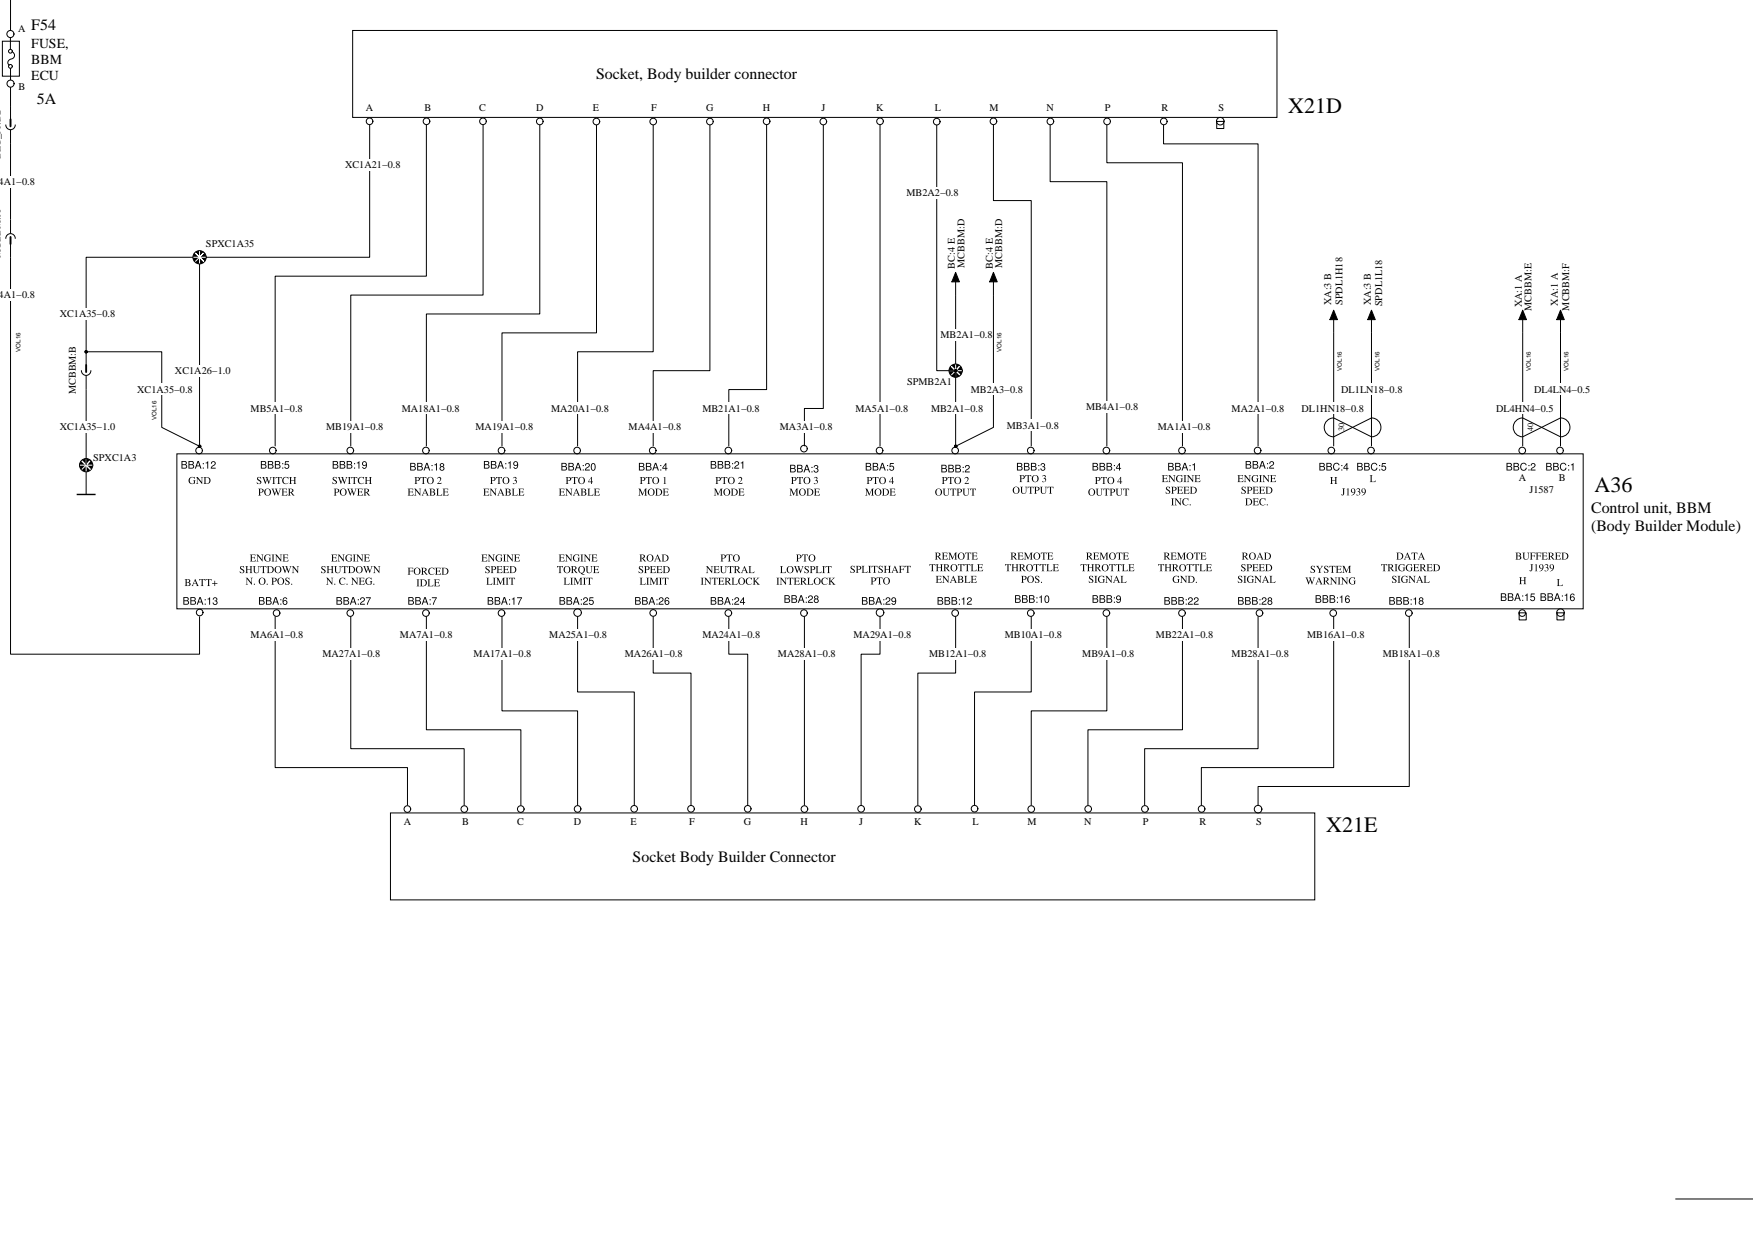 A
F54
FUSE,
BBM
ECU
B
5A
Socket, Body builder connector
A B C D E F G H J K L M N P R S
X21D
XC1A21–0.8
4A1–0.8
MB2A2–0.8
SPXC1A35
BC:4 E
MCBBM:D
BC:4 E
MCBBM:D
XA:3 B
SPDL1H18
XA:3 B
SPDL1L18
XA:1 A
MCBBM:E
XA:1 A
MCBBM:F
4A1–0.8
XC1A35–0.8
VOL16
MB2A1–0.8
VOL16
VOL16
VOL16
VOL16
VOL16
MCBBM:B
XC1A26–1.0
SPMB2A1
XC1A35–0.8
VOL16
MB2A3–0.8
DL1LN18–0.8
DL4LN4–0.5
MB5A1–0.8
MA18A1–0.8
MA20A1–0.8
MB21A1–0.8
MA5A1–0.8
MB2A1–0.8
MB4A1–0.8
MA2A1–0.8
DL1HN18–0.8
DL4HN4–0.5
XC1A35–1.0
MB19A1–0.8
MA19A1–0.8
MA4A1–0.8
MA3A1–0.8
MB3A1–0.8
MA1A1–0.8
30
40
SPXC1A3
BBA:12 BBB:5 BBB:19 BBA:18 BBA:19 BBA:20 BBA:4 BBB:21 BBA:3 BBA:5 BBB:2 BBB:3 BBB:4 BBA:1 BBA:2 BBC:4 BBC:5 BBC:2 BBC:1
GND
SWITCH
POWER
SWITCH
POWER
PTO 2
ENABLE
PTO 3
ENABLE
PTO 4
ENABLE
PTO 1
MODE
PTO 2
MODE
PTO 3
MODE
PTO 4
MODE
PTO 2
OUTPUT
PTO 3
OUTPUT
PTO 4
OUTPUT
ENGINE
SPEED
INC.
ENGINE
SPEED
DEC.
H L
J1939
A B
J1587
A36
Control unit, BBM
(Body Builder Module)
BATT+
ENGINE
SHUTDOWN
N. O. POS.
ENGINE
SHUTDOWN
N. C. NEG.
FORCED
IDLE
ENGINE
SPEED
LIMIT
ENGINE
TORQUE
LIMIT
ROAD
SPEED
LIMIT
PTO
NEUTRAL
INTERLOCK
PTO
LOWSPLIT
INTERLOCK
SPLITSHAFT
PTO
REMOTE
THROTTLE
ENABLE
REMOTE
THROTTLE
POS.
REMOTE
THROTTLE
SIGNAL
REMOTE
THROTTLE
GND.
ROAD
SPEED
SIGNAL
SYSTEM
WARNING
DATA
TRIGGERED
SIGNAL
BUFFERED
J1939
H L
BBA:13 BBA:6 BBA:27 BBA:7 BBA:17 BBA:25 BBA:26 BBA:24 BBA:28 BBA:29 BBB:12 BBB:10 BBB:9 BBB:22 BBB:28 BBB:16 BBB:18 BBA:15 BBA:16
MA6A1–0.8
MA7A1–0.8
MA25A1–0.8
MA24A1–0.8
MA29A1–0.8
MB10A1–0.8
MB22A1–0.8
MB16A1–0.8
MA27A1–0.8
MA17A1–0.8
MA26A1–0.8
MA28A1–0.8
MB12A1–0.8
MB9A1–0.8
MB28A1–0.8
MB18A1–0.8
A B C D E F G H J K L M N P R S
X21E
Socket Body Builder Connector